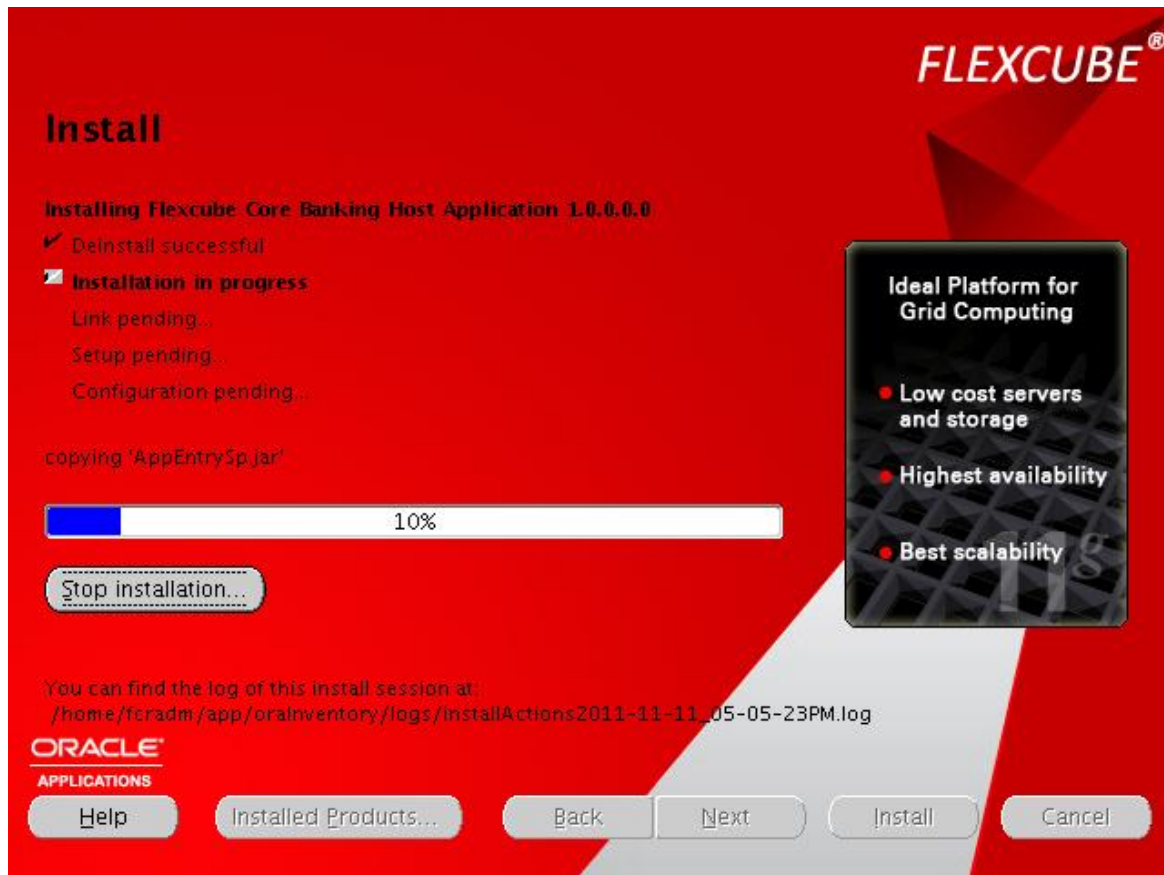 FLEXCUBE®
Install
Installing Flexcube Core Banking Host Application 1.0.0.0.0
Deinstall successful
Installation in progress
Link pending...
Setup pending...
Configuration pending...
copying 'AppEntrySp.jar'
10%
Stop installation...
Ideal Platform for
Grid Computing
Low cost servers
and storage
Highest availability
Best scalability
11g
You can find the log of this install session at:
/home/fcradm/app/oraInventory/logs/installActions2011-11-11_05-05-23PM.log
ORACLE®
APPLICATIONS
Help
Installed Products...
Back
Next
Install
Cancel